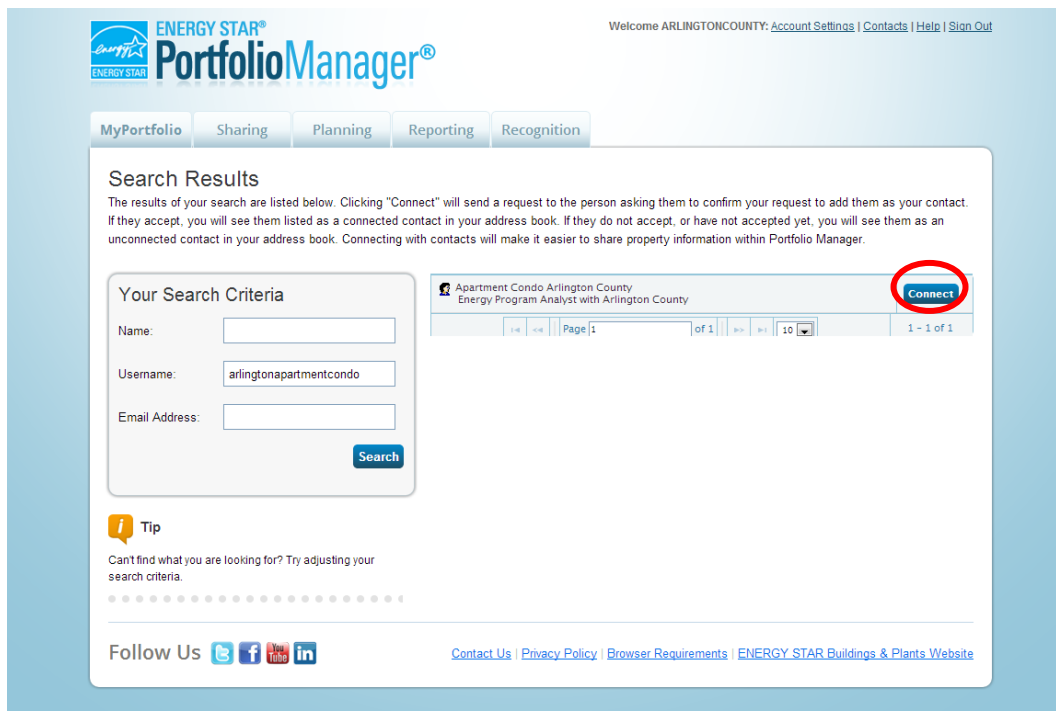 ENERGY STAR®
PortfolioManager®
energy
ENERGY STAR
Welcome ARLINGTONCOUNTY: Account Settings | Contacts | Help | Sign Out
MyPortfolio Sharing Planning Reporting Recognition
Search Results
The results of your search are listed below. Clicking "Connect" will send a request to the person asking them to confirm your request to add them as your contact.
If they accept, you will see them listed as a connected contact in your address book. If they do not accept, or have not accepted yet, you will see them as an
unconnected contact in your address book. Connecting with contacts will make it easier to share property information within Portfolio Manager.
Your Search Criteria
Name:
Username: arlingtonapartmentcondo
Email Address:
Search
Apartment Condo Arlington County
Energy Program Analyst with Arlington County
Connect
Page 1 of 1 10 1 - 1 of 1
i Tip
Can't find what you are looking for? Try adjusting your
search criteria.
Follow Us
You
Tube
in
Contact Us | Privacy Policy | Browser Requirements | ENERGY STAR Buildings & Plants Website